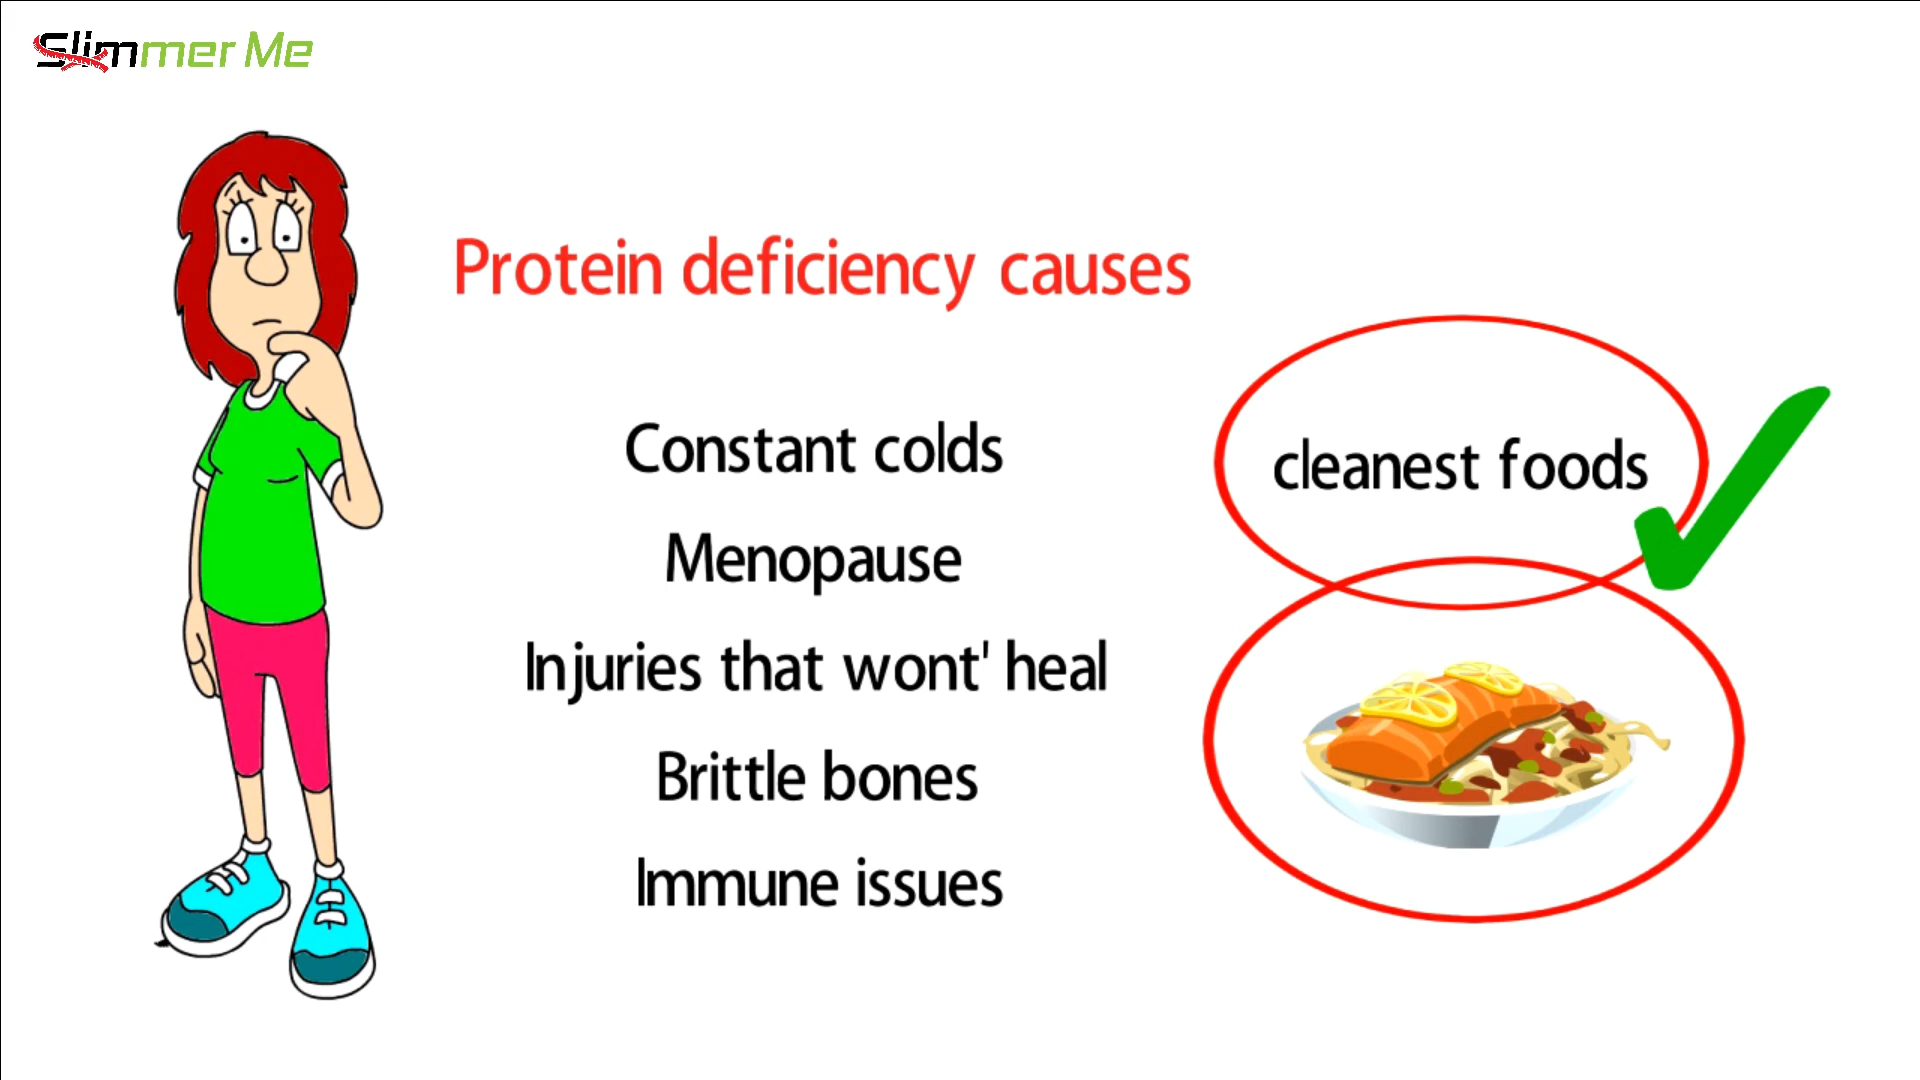 Slimmer Me
Protein deficiency causes
Constant colds
cleanest foods
Menopause
Injuries that wont' heal
Brittle bones
Immune issues